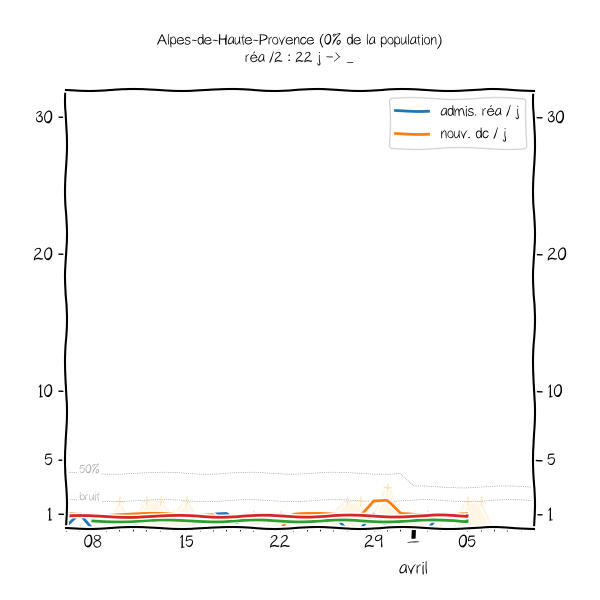 Alpes-de-Haute-Provence (0% de la population)
réa /2 : 22 j -> _
admis. réa / j
nouv. dc / j
30
30
20
20
10
10
5
5
50%
bruit
1
1
08 15 22 29 1 05
avril